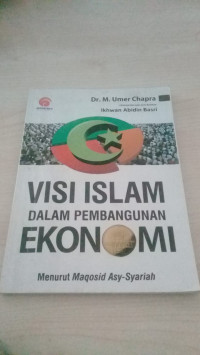 Dr. M. Umer Chapra
Ikhwan Abidin Basri
VISI ISLAM
DALAM PEMBANGUNAN
EKONOMI
Menurut Maqosid Asy-Syariah